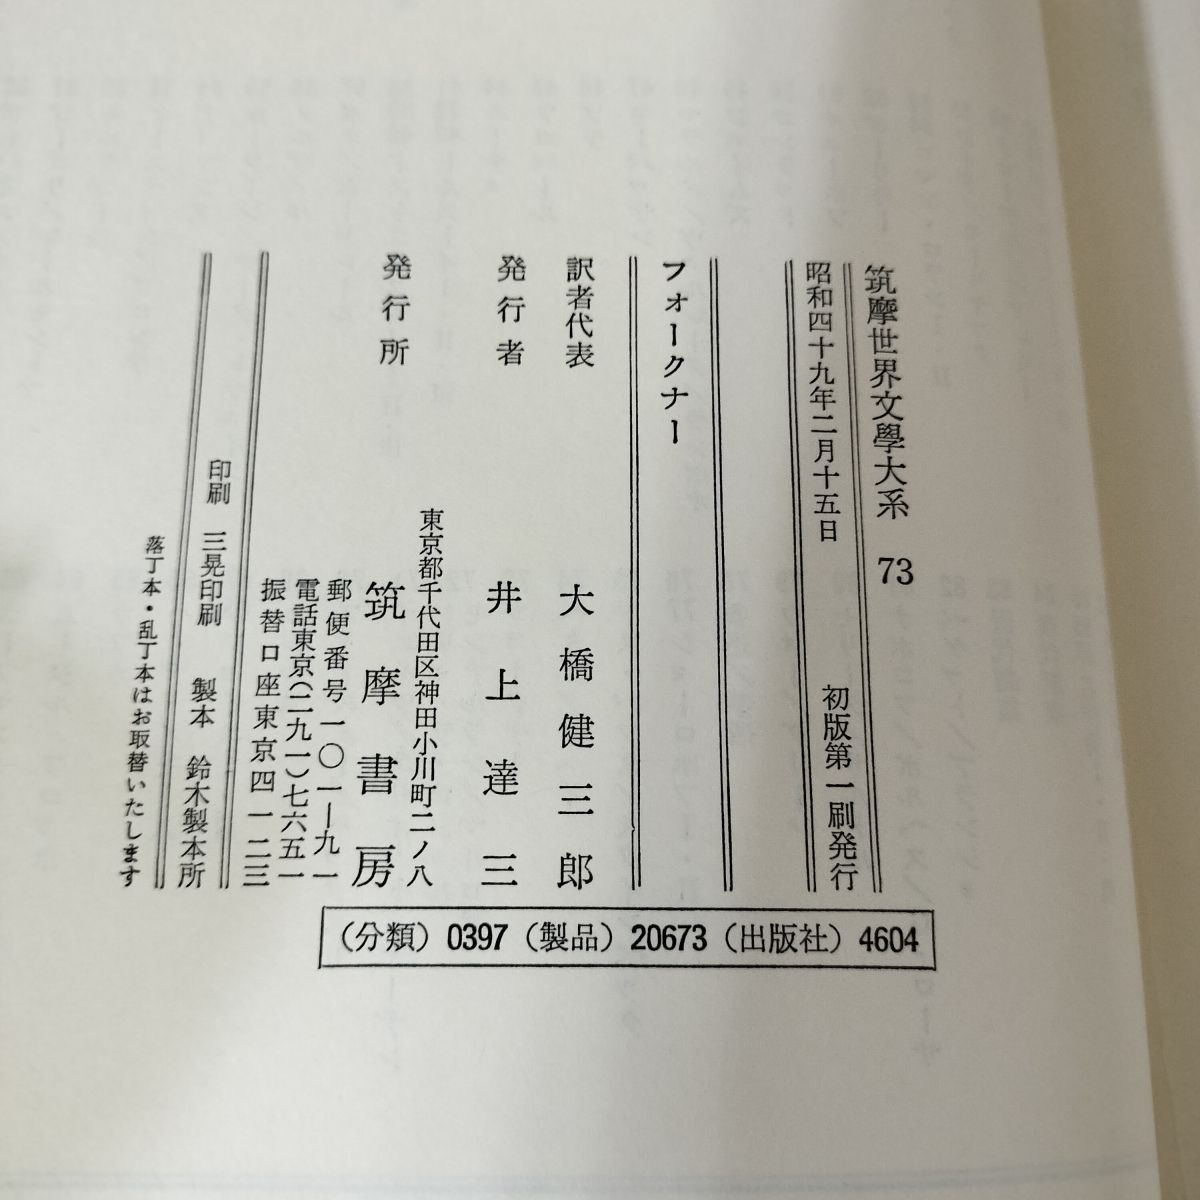 筑摩世界文學大系 73
昭和四十九年二月十五日 初版第一刷発行
フォークナー
訳者代表 大橋健三郎
発行者 井上達三
東京都千代田区神田小川町二ノ八
発行所 筑摩書房
郵便番号一〇一―九一
電話東京(二九一)七六五一
振替口座東京四一二三
印刷 三晃印刷 製本 鈴木製本所
落丁本・乱丁本はお取替いたします
(分類) 0397 (製品) 20673 (出版社) 4604